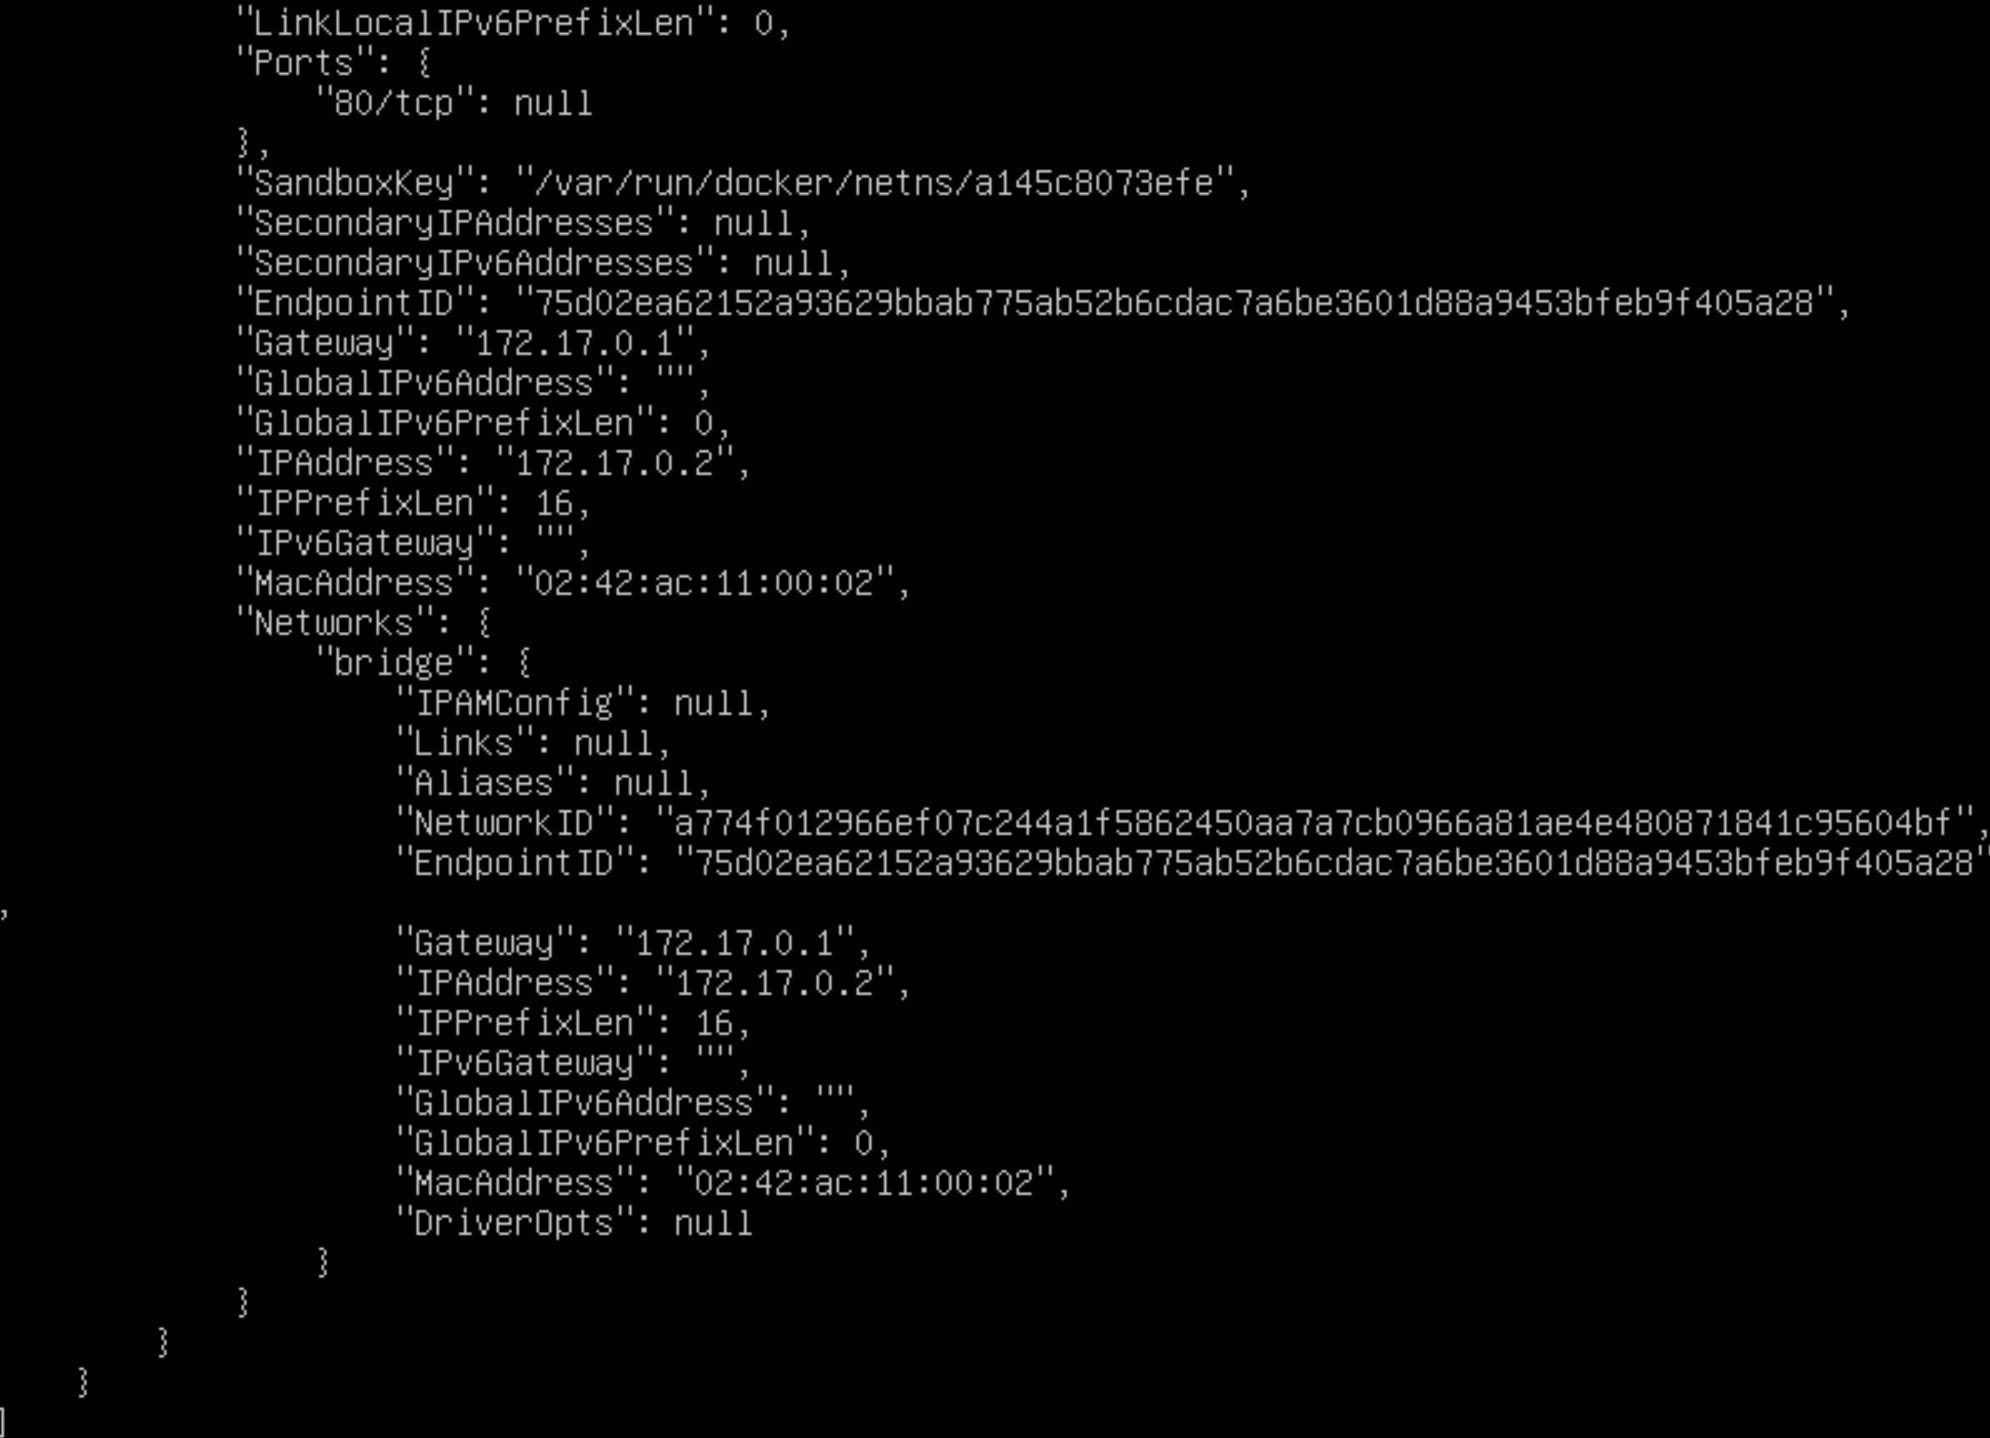 "LinkLocalIPv6PrefixLen": 0,
"Ports": {
"80/tcp": null
},
"SandboxKey": "/var/run/docker/netns/a145c8073efe",
"SecondaryIPAddresses": null,
"SecondaryIPv6Addresses": null,
"EndpointID": "75d02ea62152a93629bbab775ab52b6cdac7a6be3601d88a9453bfeb9f405a28",
"Gateway": "172.17.0.1",
"GlobalIPv6Address": "",
"GlobalIPv6PrefixLen": 0,
"IPAddress": "172.17.0.2",
"IPPrefixLen": 16,
"IPv6Gateway": "",
"MacAddress": "02:42:ac:11:00:02",
"Networks": {
"bridge": {
"IPAMConfig": null,
"Links": null,
"Aliases": null,
"NetworkID": "a774f012966ef07c244a1f5862450aa7a7cb0966a81ae4e480871841c95604bf",
"EndpointID": "75d02ea62152a93629bbab775ab52b6cdac7a6be3601d88a9453bfeb9f405a28"
,
"Gateway": "172.17.0.1",
"IPAddress": "172.17.0.2",
"IPPrefixLen": 16,
"IPv6Gateway": "",
"GlobalIPv6Address": "",
"GlobalIPv6PrefixLen": 0,
"MacAddress": "02:42:ac:11:00:02",
"DriverOpts": null
}
}
}
}
]